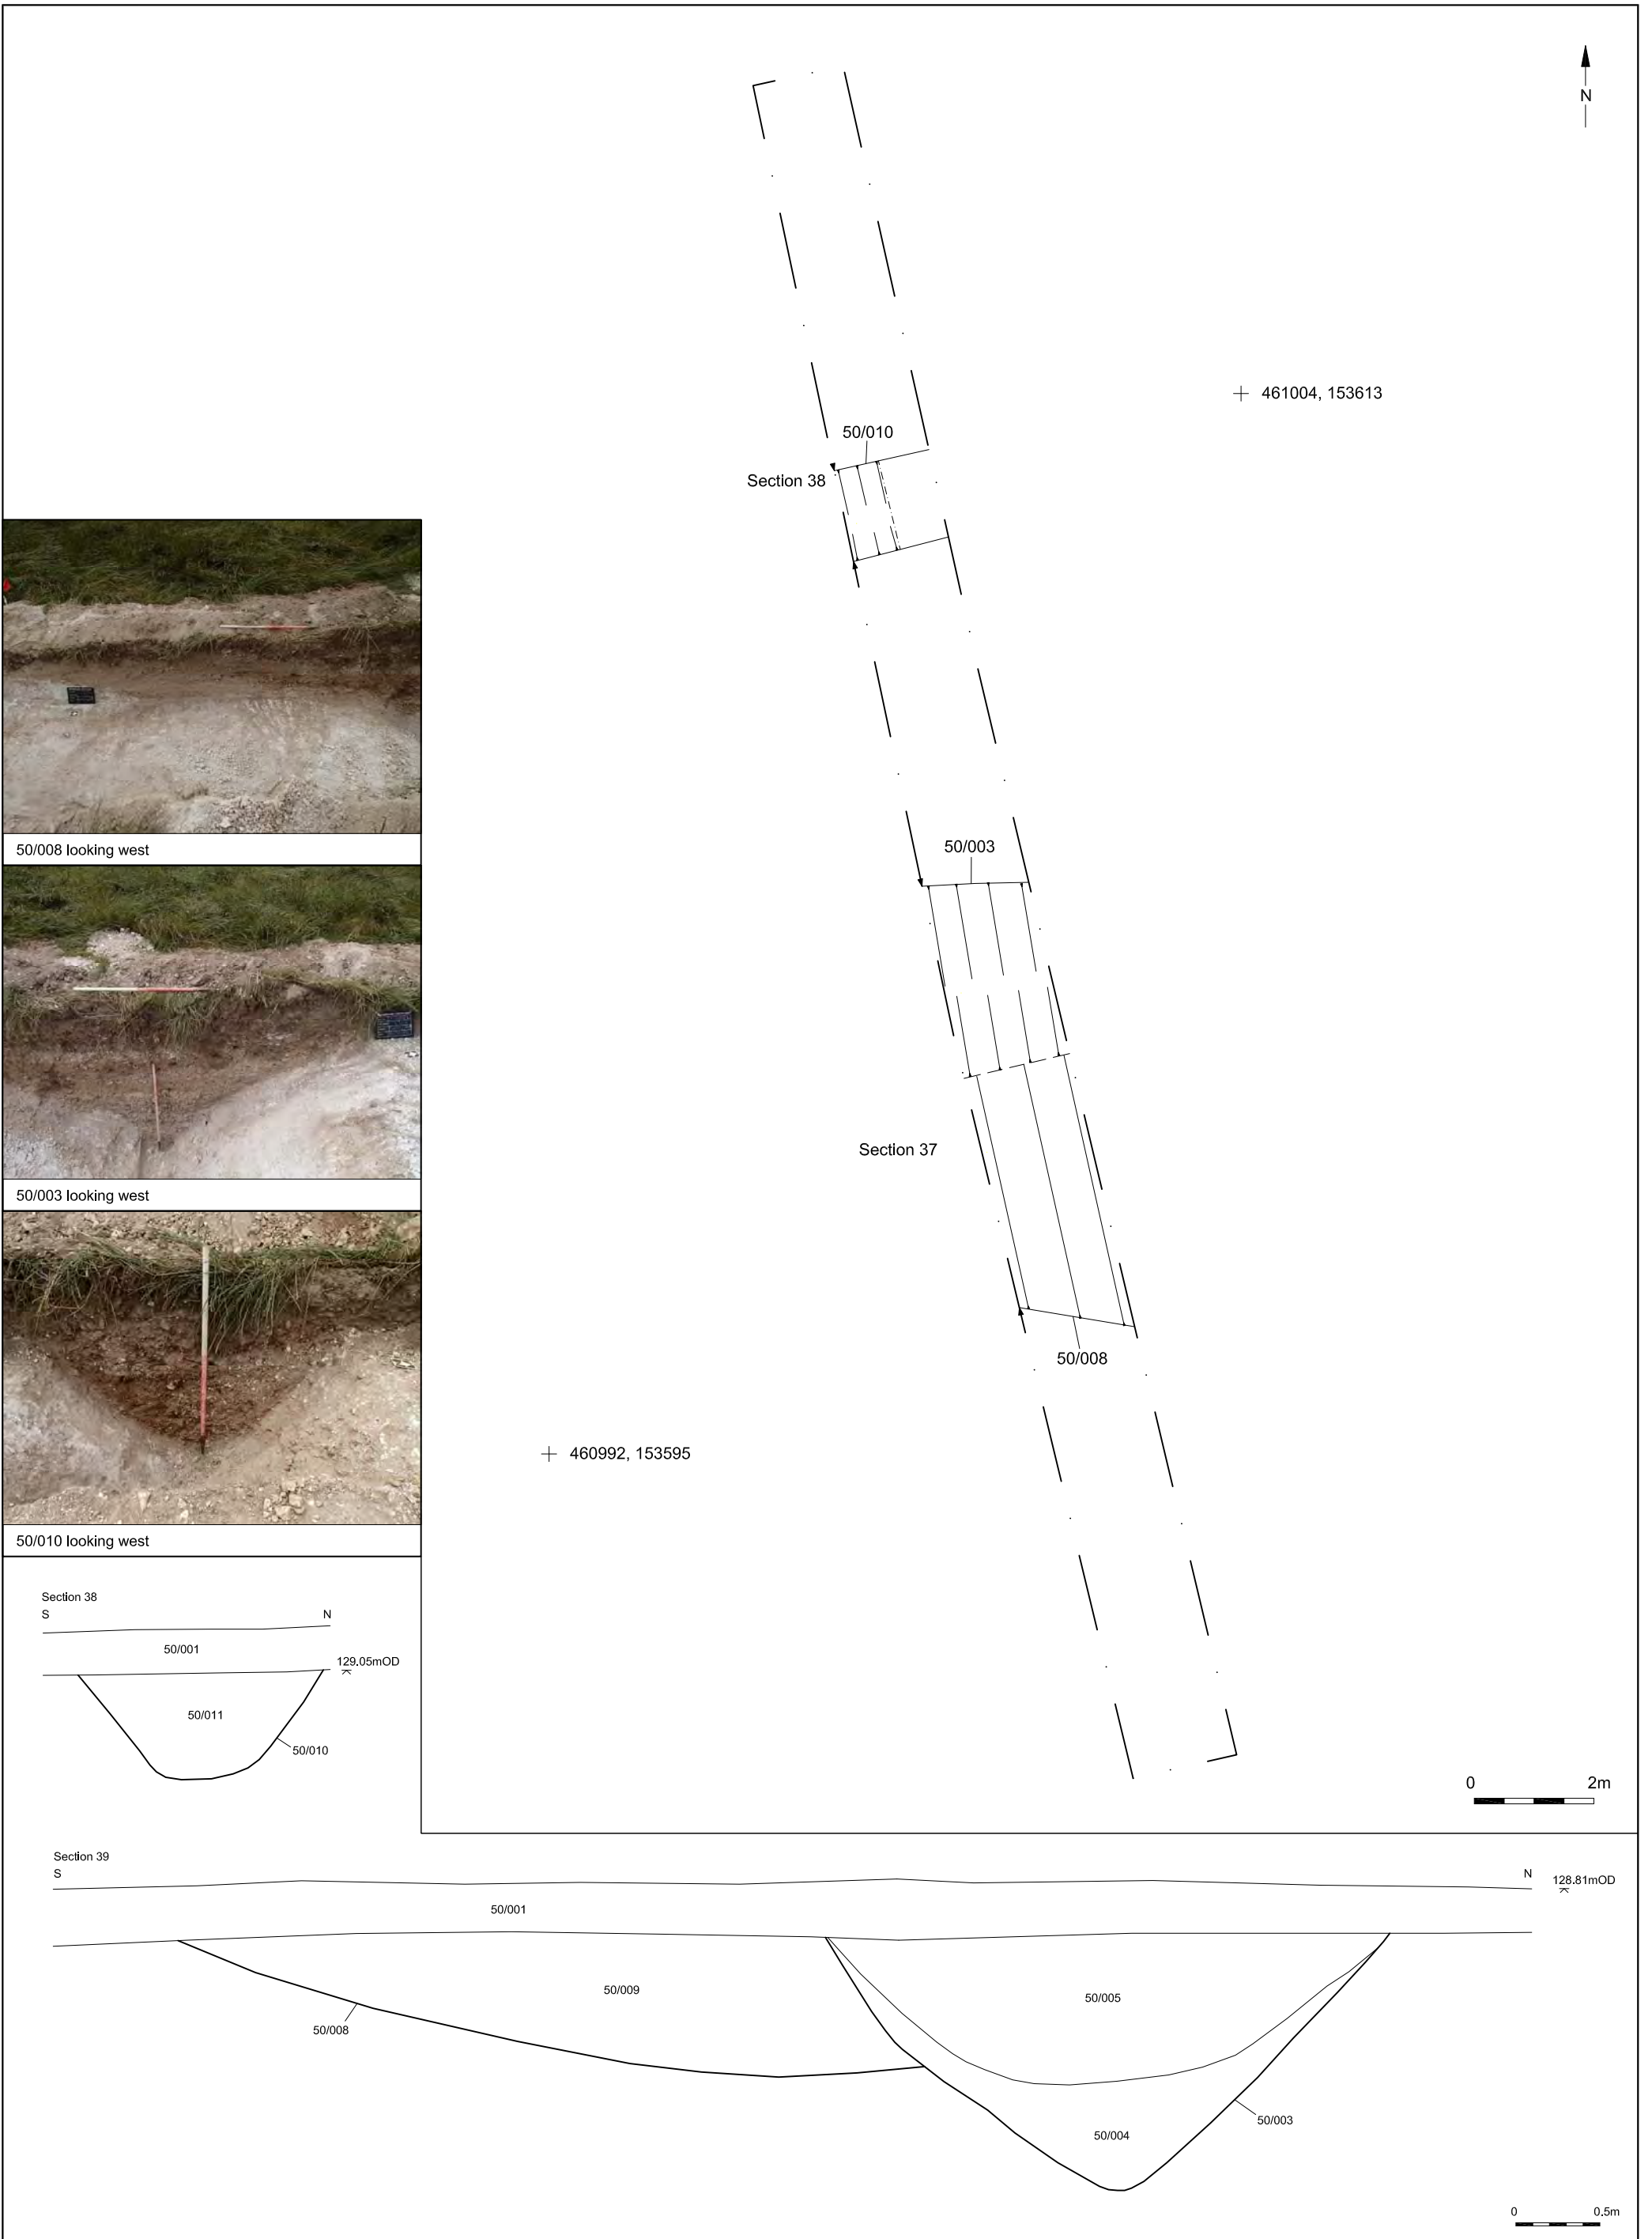 N
461004, 153613
50/010
Section 38
50/003
Section 37
50/008
460992, 153595
0 2m
50/008 looking west
50/003 looking west
50/010 looking west
Section 38
S N
50/001
129.05mOD
50/011
50/010
Section 39
S N 128.81mOD
50/001
50/009
50/005
50/008
50/003
50/004
0 0.5m